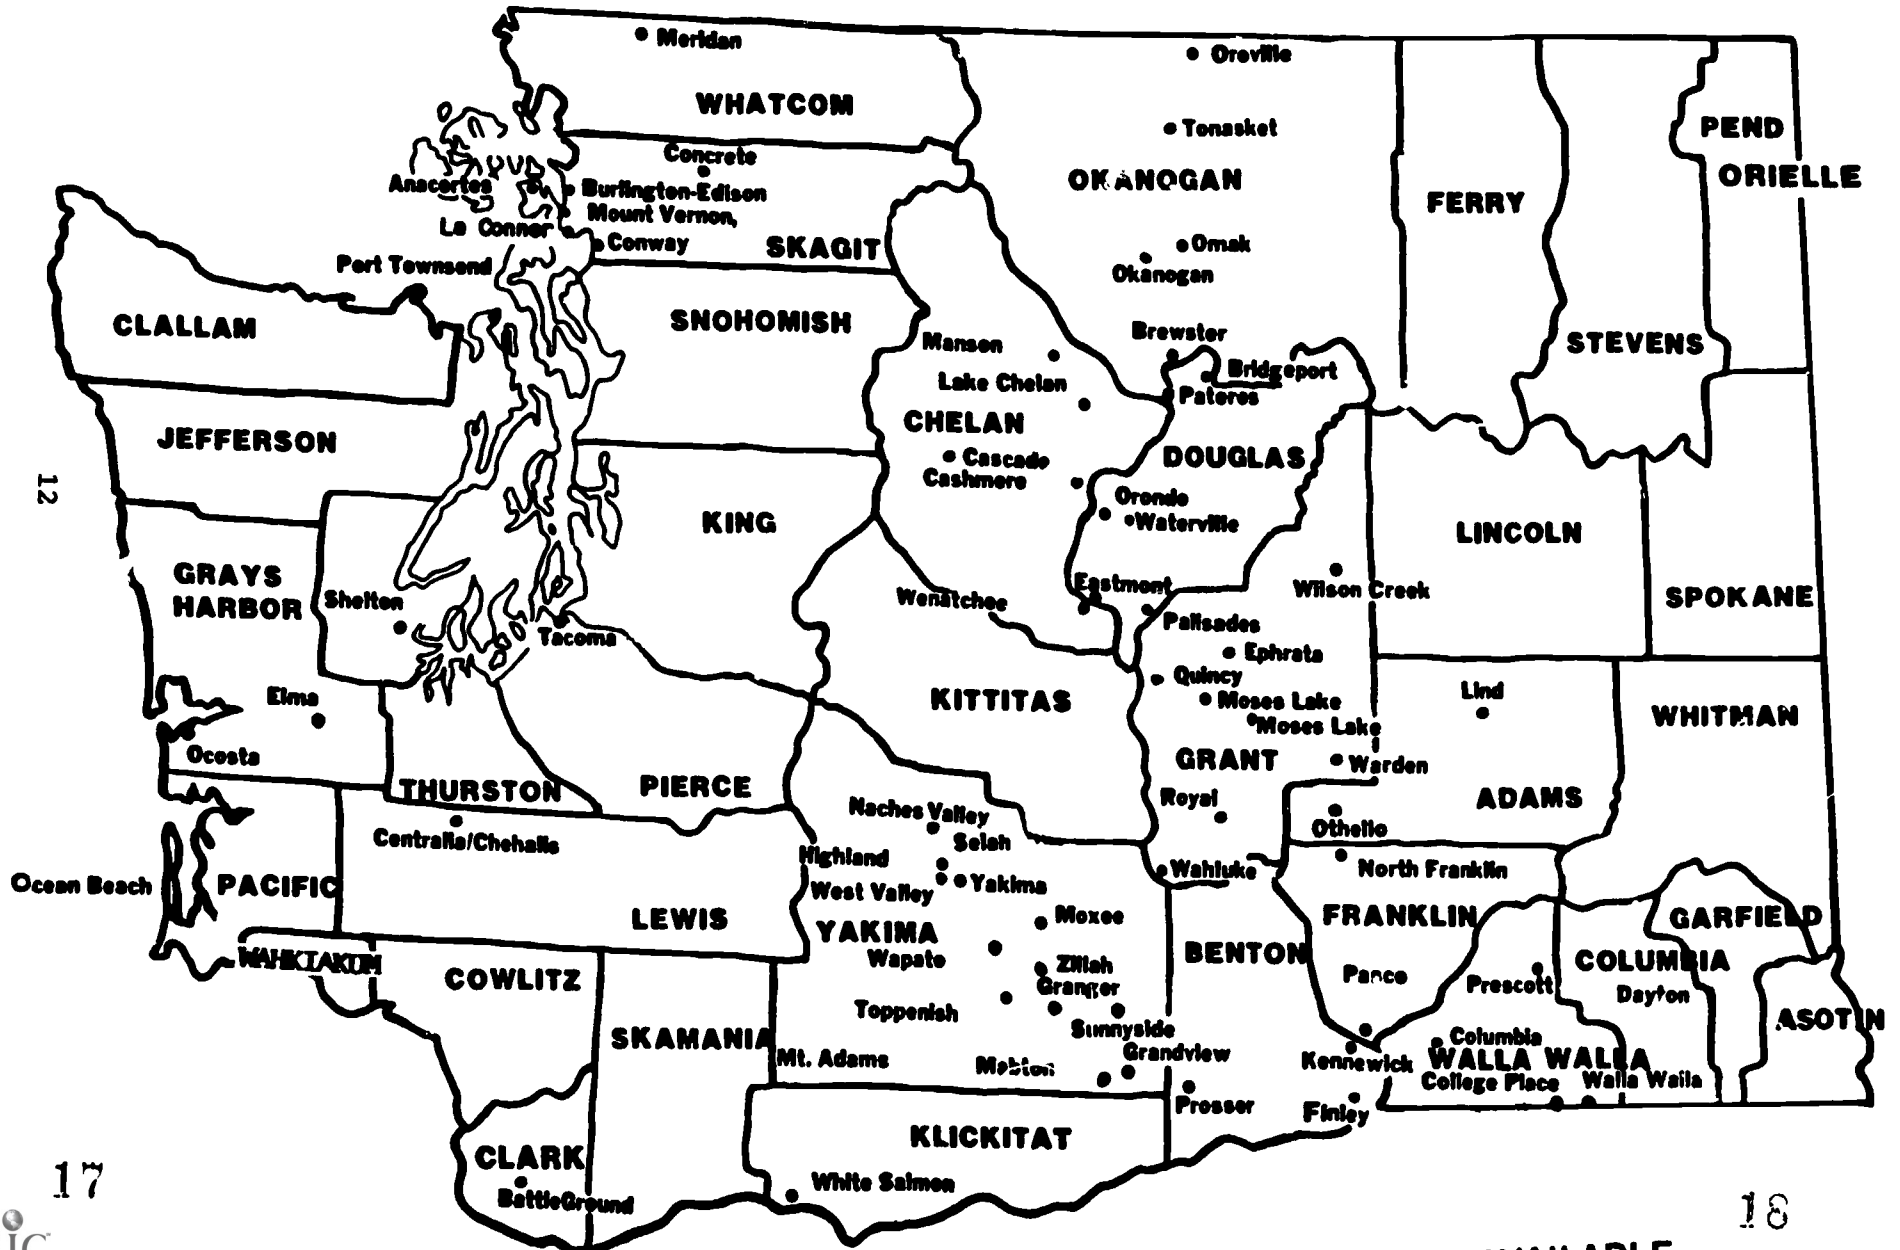 Meridan
Oroville
WHATCOM
Tonasket
PEND
ORIELLE
Concrete
OKANOGAN
FERRY
Anacortes
Burlington-Edison
Mount Vernon,
La Conner
Conway
SKAGIT
Omak
Okanogan
Port Townsend
CLALLAM
SNOHOMISH
Manson
Brewster
STEVENS
Lake Chelan
Bridgeport
Pateros
CHELAN
JEFFERSON
Cascade
DOUGLAS
Cashmere
12
Orondo
Waterville
KING
LINCOLN
GRAYS
HARBOR
Shelton
Wenatchee
Eastmont
Wilson Creek
SPOKANE
Tacoma
Palisades
Ephrata
Quincy
Elma
KITTITAS
Moses Lake
Moses Lake
Lind
WHITMAN
Ocosta
GRANT
Warden
THURSTON
PIERCE
Royal
ADAMS
Naches Valley
Othello
Centralia/Chehalis
Selah
Highland
Wahluke
North Franklin
Ocean Beach
PACIFIC
West Valley
Yakima
LEWIS
Moxee
FRANKLIN
GARFIELD
YAKIMA
WAHKIAKUM
Wapato
BENTON
COLUMBIA
COWLITZ
Zillah
Granger
Prescott
Dayton
Toppenish
Sunnyside
ASOTIN
SKAMANIA
Mt. Adams
Grandview
Kennewick
Columbia
WALLA WALLA
College Place
Walla Walla
Prosser
Finley
KLICKITAT
CLARK
BattleGround
White Salmon
17
18